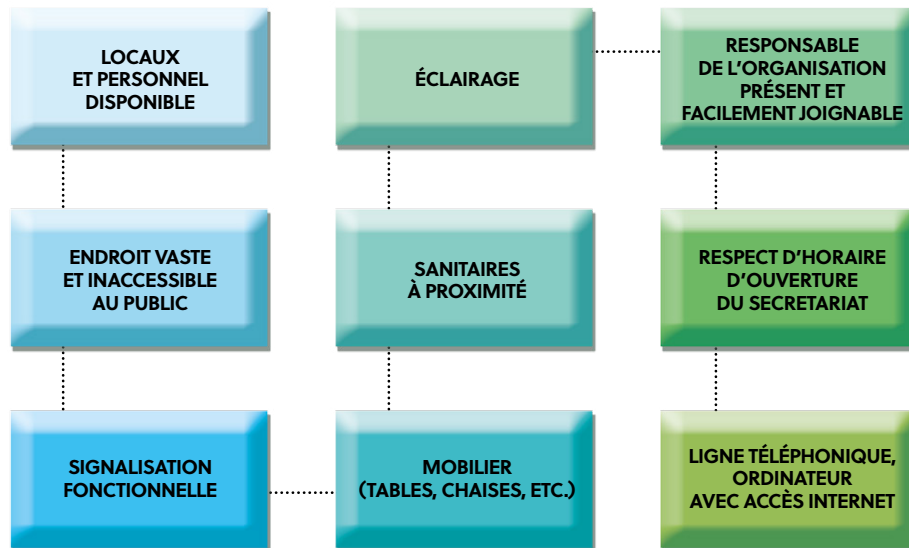 LOCAUX
ET PERSONNEL
DISPONIBLE
ENDROIT VASTE
ET INACCESSIBLE
AU PUBLIC
SIGNALISATION
FONCTIONNELLE
MOBILIER
(TABLES, CHAISES, ETC.)
SANITAIRES
À PROXIMITÉ
ÉCLAIRAGE
RESPONSABLE
DE L'ORGANISATION
PRÉSENT ET
FACILEMENT JOIGNABLE
RESPECT D'HORAIRE
D'OUVERTURE
DU SECRETARIAT
LIGNE TÉLÉPHONIQUE,
ORDINATEUR
AVEC ACCÈS INTERNET